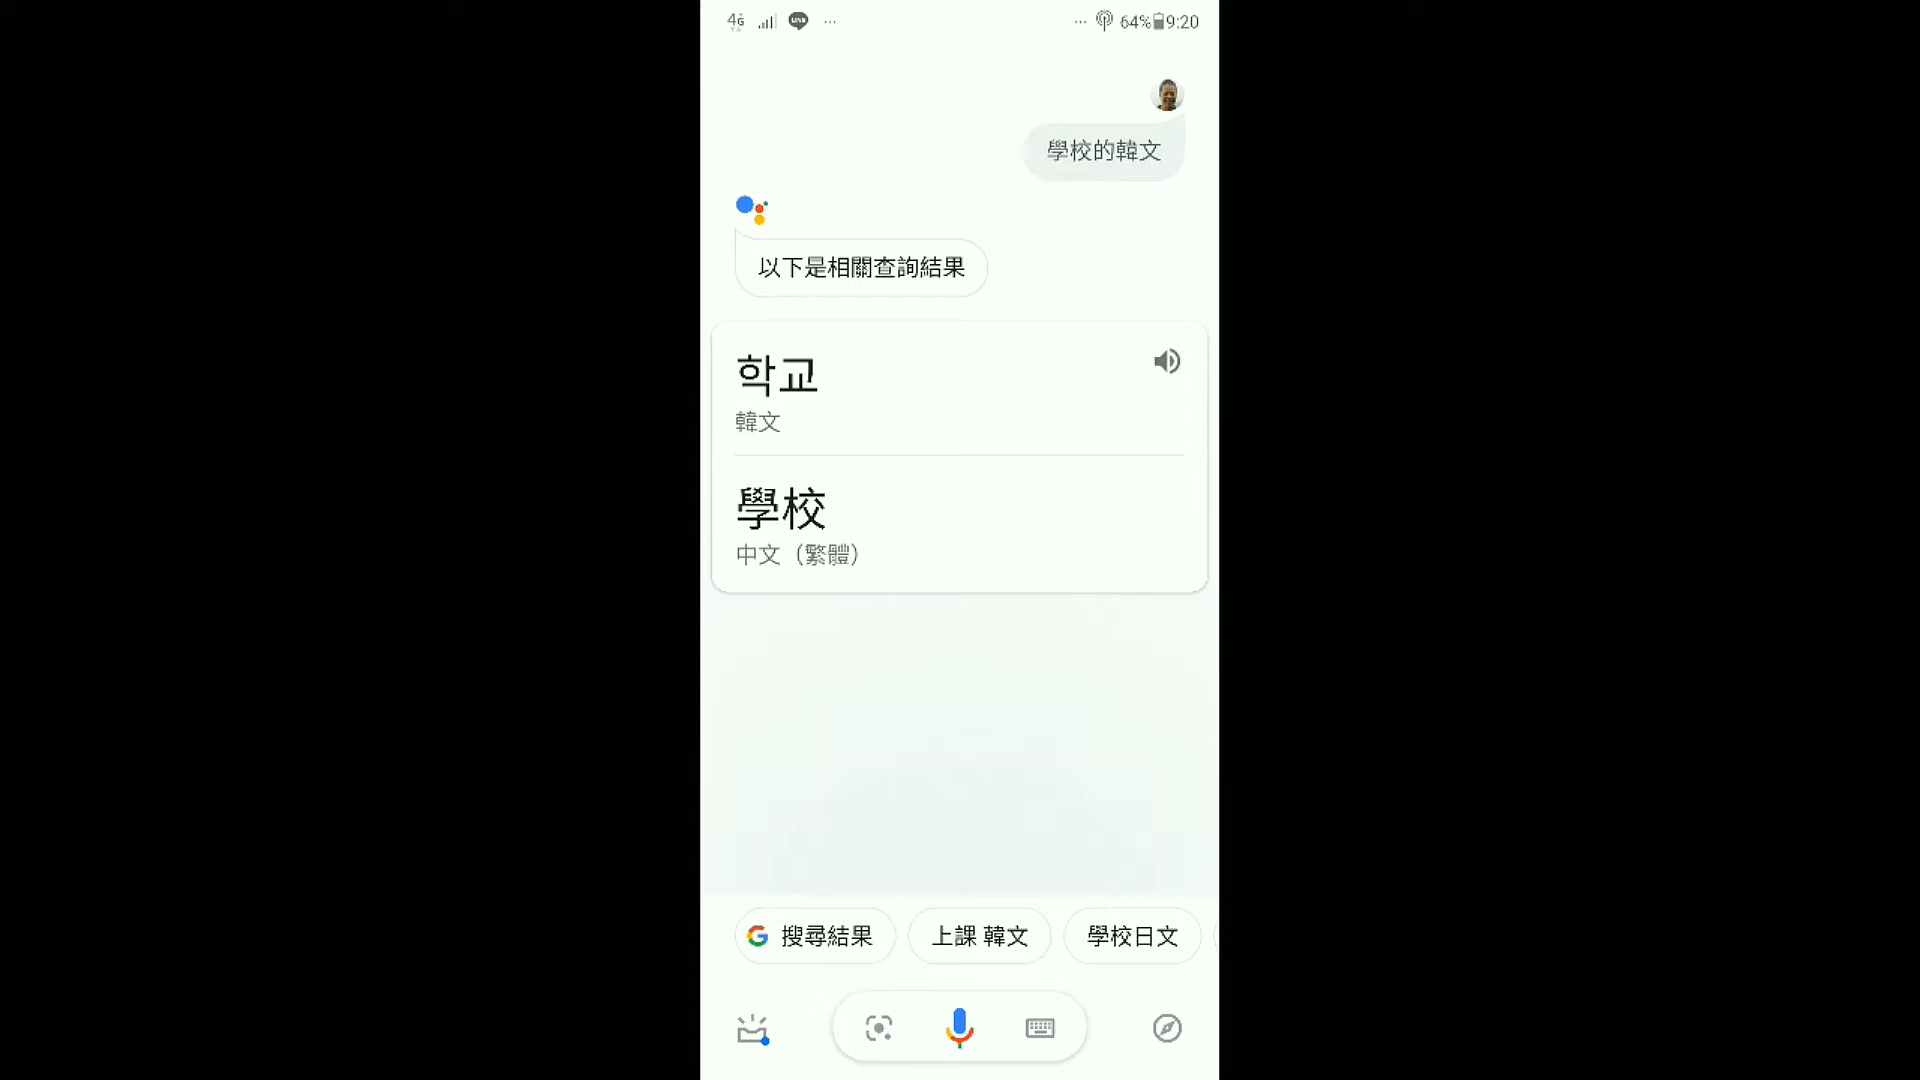 4G LINE ... ... 64% 9:20
學校的韓文
以下是相關查詢結果
학교
韓文
學校
中文（繁體）
搜尋結果 上課 韓文 學校日文